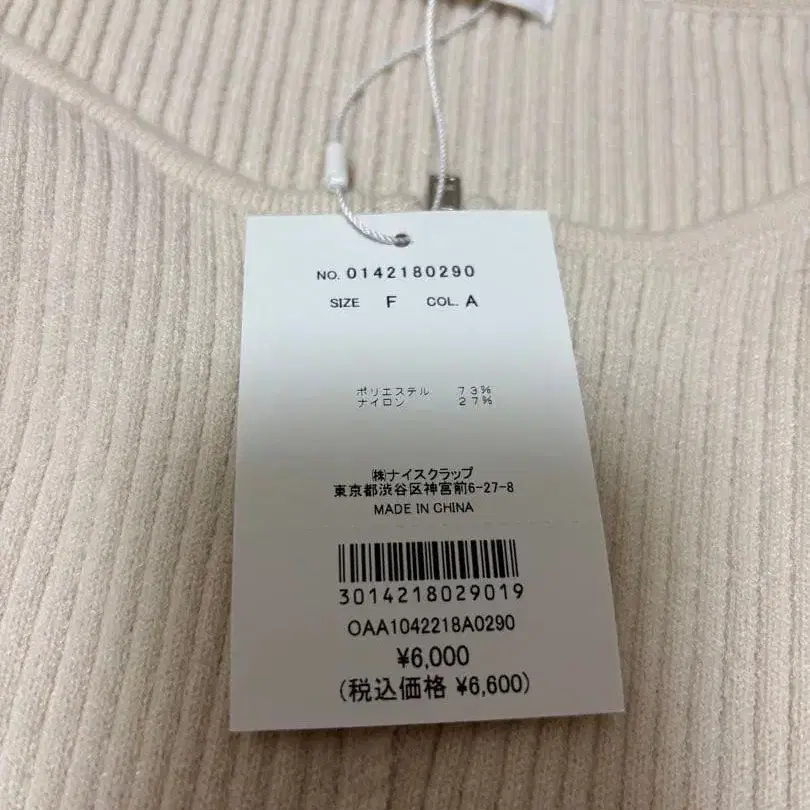 NO. 0142180290
SIZE F COL. A
ポリエステル 73%
ナイロン 27%
㈱ナイスクラップ
東京都渋谷区神宮前6-27-8
MADE IN CHINA
3014218029019
OAA1042218A0290
¥6,000
(税込価格 ¥6,600)